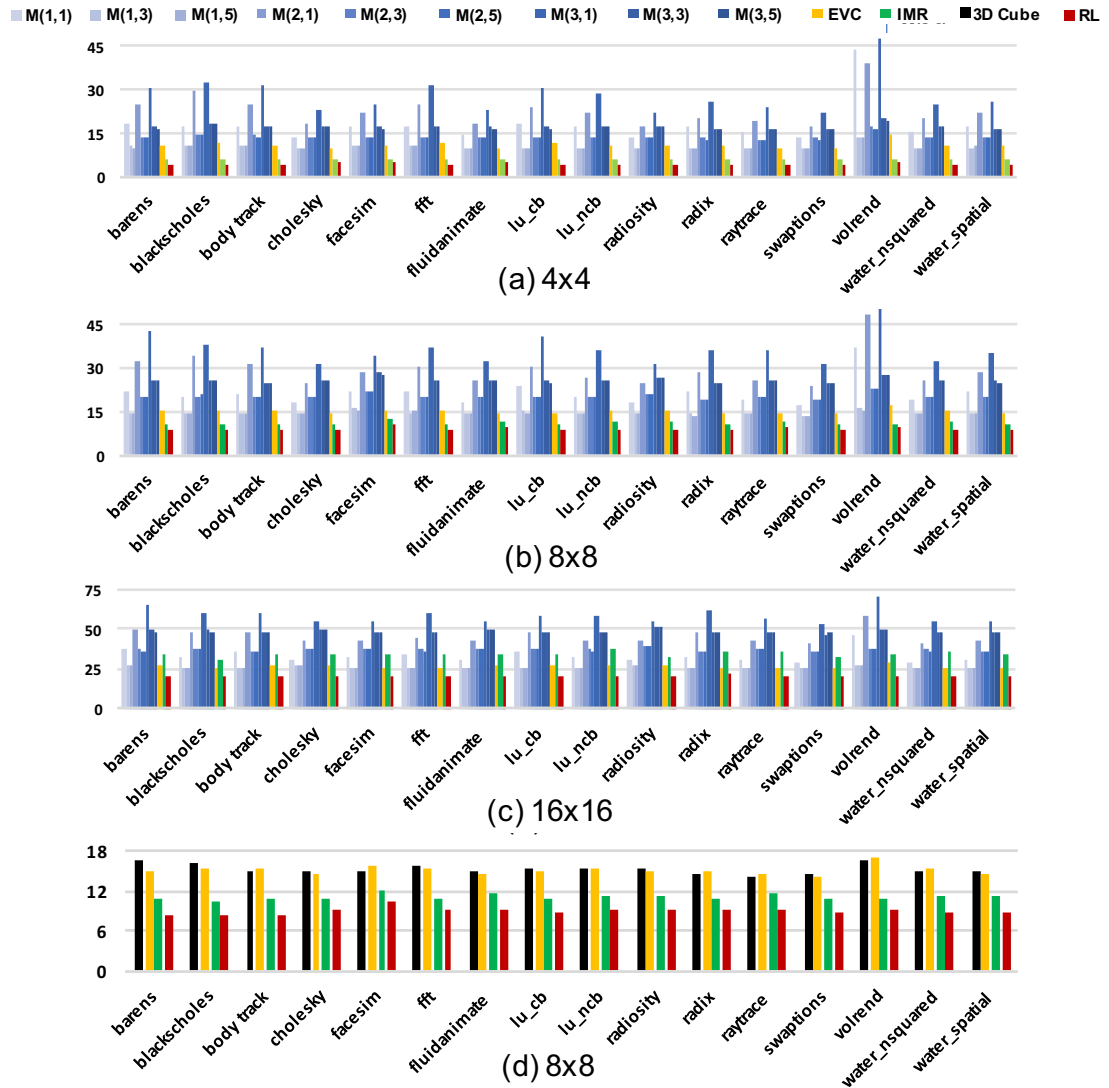 M(1,1) M(1,3) M(1,5) M(2,1) M(2,3) M(2,5) M(3,1) M(3,3) M(3,5) EVC IMR 3D Cube RL
45
30
15
0
barens blackscholes body track cholesky facesim fft fluidanimate lu_cb lu_ncb radiosity radix raytrace swaptions volrend water_nsquared water_spatial
(a) 4x4
45
30
15
0
barens blackscholes body track cholesky facesim fft fluidanimate lu_cb lu_ncb radiosity radix raytrace swaptions volrend water_nsquared water_spatial
(b) 8x8
75
50
25
0
barens blackscholes body track cholesky facesim fft fluidanimate lu_cb lu_ncb radiosity radix raytrace swaptions volrend water_nsquared water_spatial
(c) 16x16
18
12
6
0
barens blackscholes body track cholesky facesim fft fluidanimate lu_cb lu_ncb radiosity radix raytrace swaptions volrend water_nsquared water_spatial
(d) 8x8